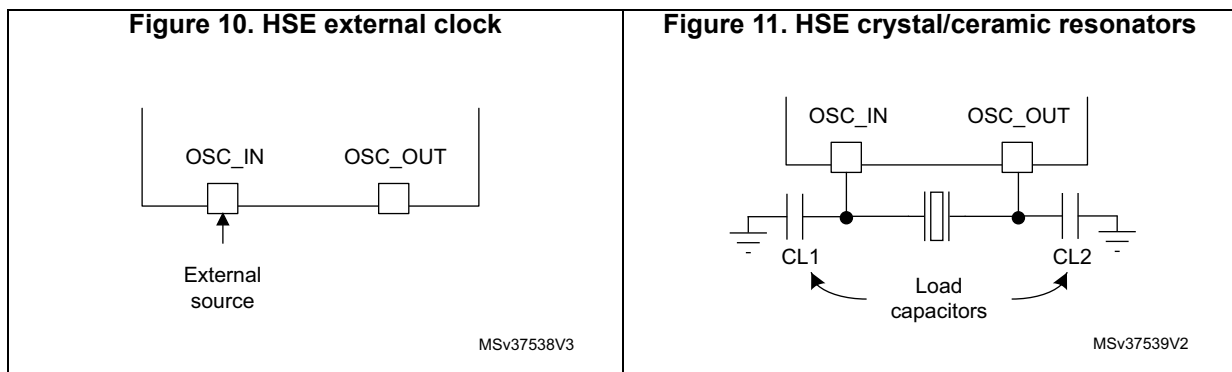 Figure 10. HSE external clock
OSC_IN OSC_OUT
External
source
MSv37538V3
Figure 11. HSE crystal/ceramic resonators
OSC_IN OSC_OUT
CL1 CL2
Load
capacitors
MSv37539V2